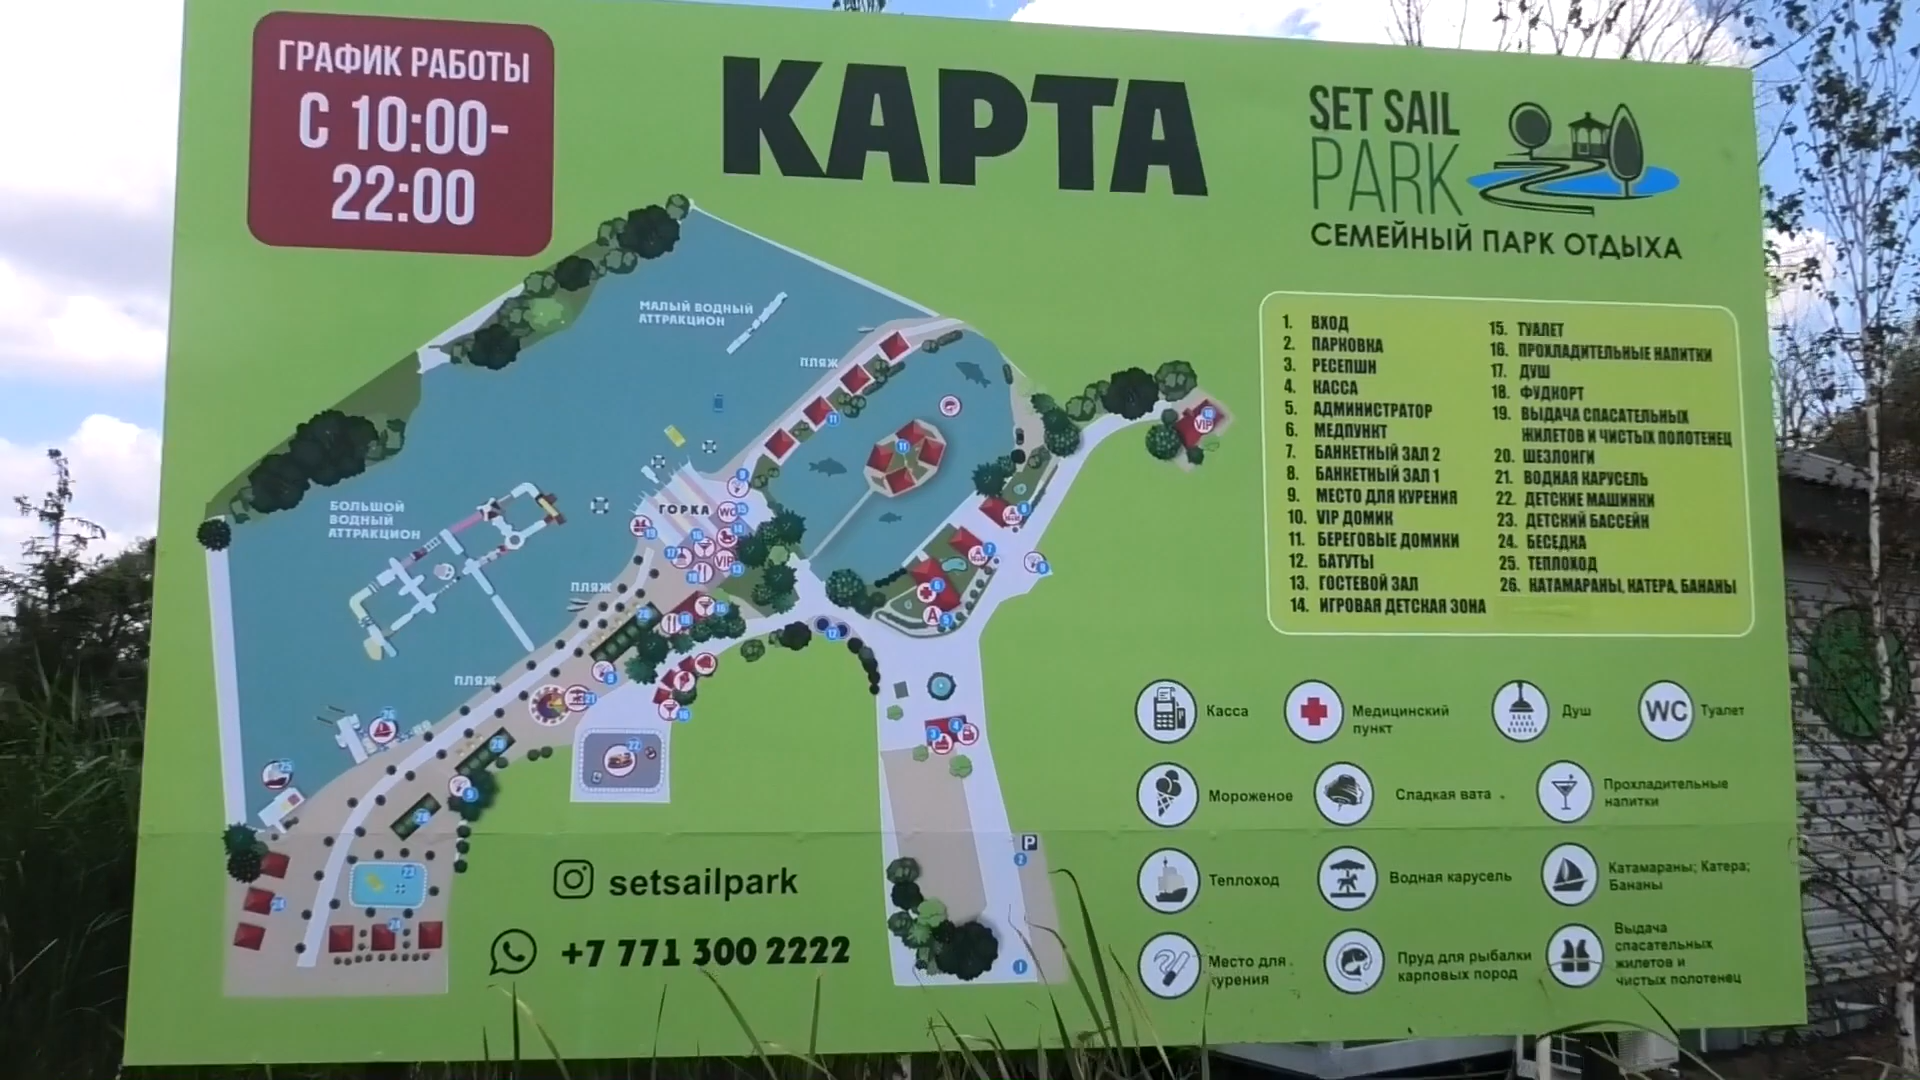 ГРАФИК РАБОТЫ
С 10:00-
22:00
КАРТА
SET SAIL
PARK
СЕМЕЙНЫЙ ПАРК ОТДЫХА
МАЛЫЙ ВОДНЫЙ
АТТРАКЦИОН
ПЛЯЖ
БОЛЬШОЙ
ВОДНЫЙ
АТТРАКЦИОН
ГОРКА
WC
VIP
ПЛЯЖ
ПЛЯЖ
VIP
P
1. ВХОД
2. ПАРКОВКА
3. РЕСЕПШН
4. КАССА
5. АДМИНИСТРАТОР
6. МЕДПУНКТ
7. БАНКЕТНЫЙ ЗАЛ 2
8. БАНКЕТНЫЙ ЗАЛ 1
9. МЕСТО ДЛЯ КУРЕНИЯ
10. VIP ДОМИК
11. БЕРЕГОВЫЕ ДОМИКИ
12. БАТУТЫ
13. ГОСТЕВОЙ ЗАЛ
14. ИГРОВАЯ ДЕТСКАЯ ЗОНА
15. ТУАЛЕТ
16. ПРОХЛАДИТЕЛЬНЫЕ НАПИТКИ
17. ДУШ
18. ФУДКОРТ
19. ВЫДАЧА СПАСАТЕЛЬНЫХ
ЖИЛЕТОВ И ЧИСТЫХ ПОЛОТЕНЕЦ
20. ШЕЗЛОНГИ
21. ВОДНАЯ КАРУСЕЛЬ
22. ДЕТСКИЕ МАШИНКИ
23. ДЕТСКИЙ БАССЕЙН
24. БЕСЕДКА
25. ТЕПЛОХОД
26. КАТАМАРАНЫ, КАТЕРА, БАНАНЫ
Касса
Медицинский
пункт
Душ
WC Туалет
Мороженое
Сладкая вата
Прохладительные
напитки
Теплоход
Водная карусель
Катамараны; Катера;
Бананы
Место для
курения
Пруд для рыбалки
карповых пород
Выдача
спасательных
жилетов и
чистых полотенец
setsailpark
+7 771 300 2222